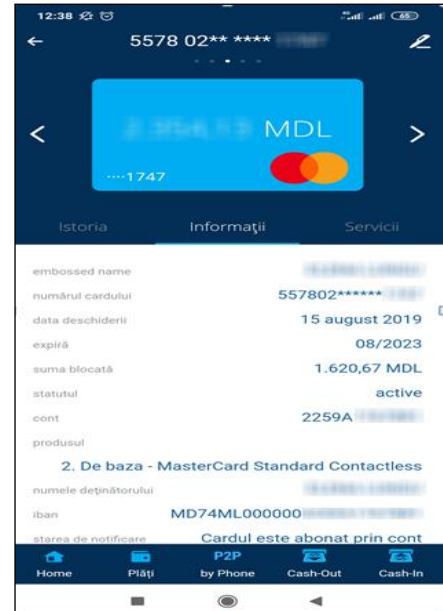 12:38
65
5578 02** ****
MDL
····1747
Istoria Informaţii Servicii
embossed name
numărul cardului 557802******
data deschiderii 15 august 2019
expiră 08/2023
suma blocată 1.620,67 MDL
statutul active
cont 2259A
produsul
2. De baza - MasterCard Standard Contactless
numele deţinătorului
iban MD74ML000000
starea de notificare Cardul este abonat prin cont
Home Plăţi P2P by Phone Cash-Out Cash-In